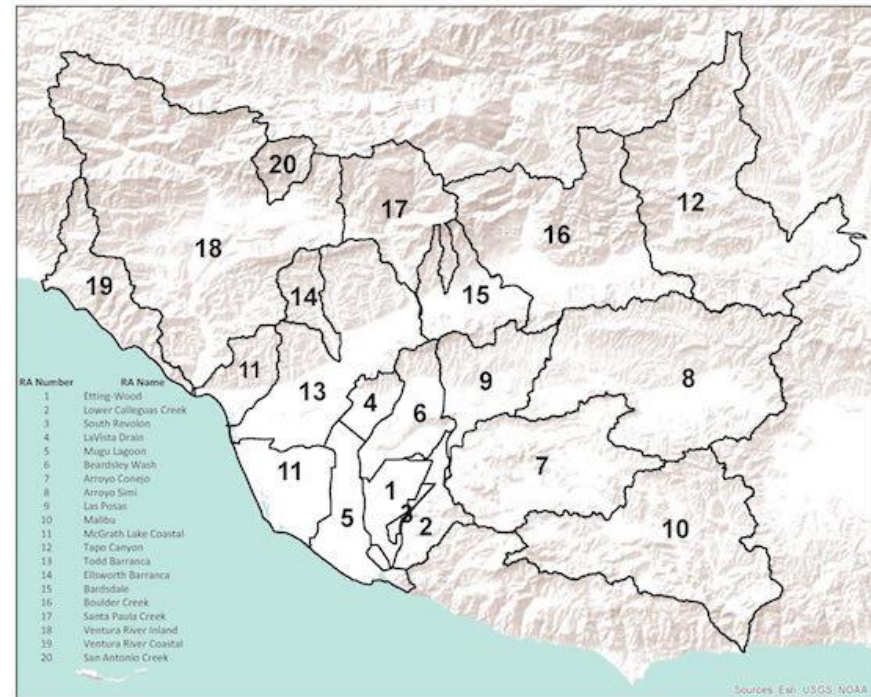 20
17
12
16
18
19
14
15
11
13
9
8
4
6
7
11
1
3
5
2
10
RA Number RA Name
1 Etting-Wood
2 Lower Calleguas Creek
3 South Revolon
4 LaVista Drain
5 Mugu Lagoon
6 Beardsley Wash
7 Arroyo Conejo
8 Arroyo Simi
9 Las Posas
10 Malibu
11 McGrath Lake Coastal
12 Tapo Canyon
13 Todd Barranca
14 Ellsworth Barranca
15 Bardsdale
16 Boulder Creek
17 Santa Paula Creek
18 Ventura River Inland
19 Ventura River Coastal
20 San Antonio Creek
Sources: Esri, USGS, NOAA